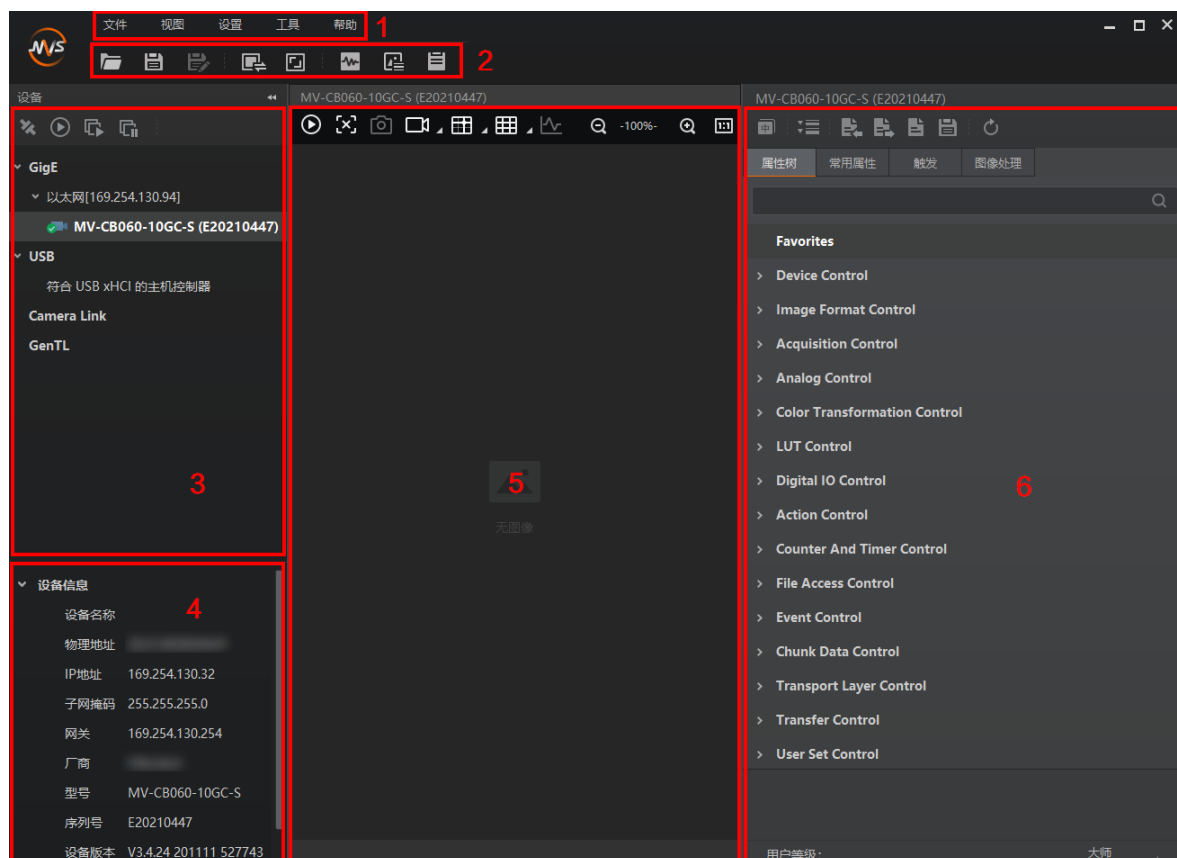 文件 视图 设置 工具 帮助 1
MVS
2
设备
MV-CB060-10GC-S (E20210447)
MV-CB060-10GC-S (E20210447)
-100%-
1:1
GigE
以太网[169.254.130.94]
MV-CB060-10GC-S (E20210447)
USB
符合 USB xHCI 的主机控制器
Camera Link
GenTL
3
设备信息
4
设备名称
物理地址
IP地址 169.254.130.32
子网掩码 255.255.255.0
网关 169.254.130.254
厂商
型号 MV-CB060-10GC-S
序列号 E20210447
设备版本 V3.4.24 201111 527743
5
无图像
中
属性树 常用属性 触发 图像处理
Favorites
Device Control
Image Format Control
Acquisition Control
Analog Control
Color Transformation Control
LUT Control
Digital IO Control
6
Action Control
Counter And Timer Control
File Access Control
Event Control
Chunk Data Control
Transport Layer Control
Transfer Control
User Set Control
用户等级: 大师